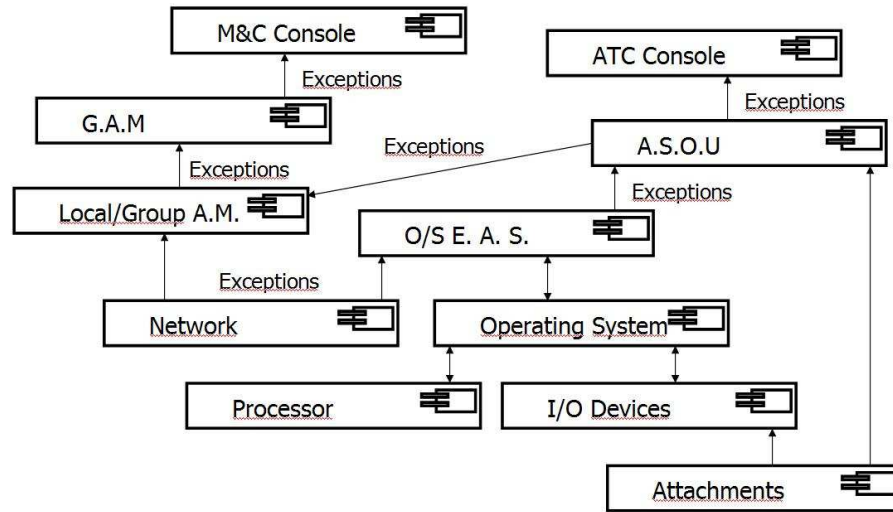 M&C Console
ATC Console
Exceptions
Exceptions
G.A.M
A.S.O.U
Exceptions
Exceptions
Exceptions
Local/Group A.M.
O/S E. A. S.
Exceptions
Network
Operating System
Processor
I/O Devices
Attachments